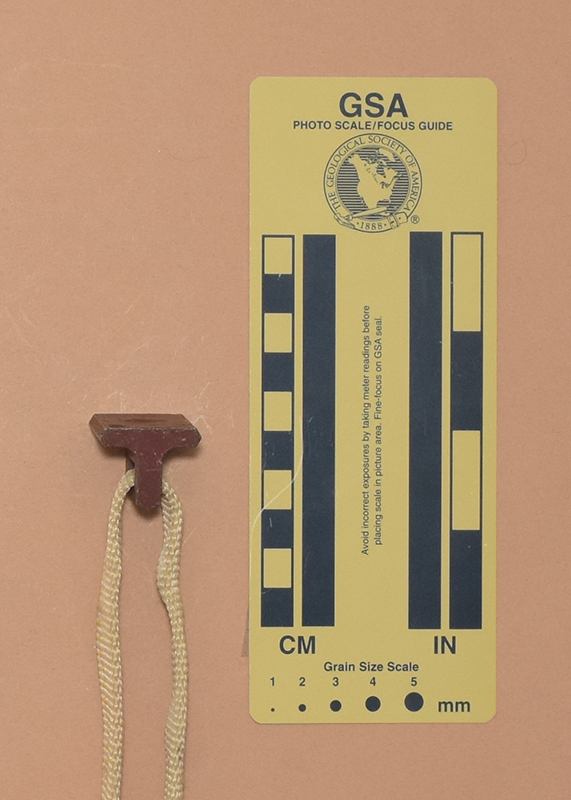 GSA
PHOTO SCALE/FOCUS GUIDE
THE GEOLOGICAL SOCIETY OF AMERICA
·1888·
®
Avoid incorrect exposures by taking meter readings before
placing scale in picture area. Fine-focus on GSA seal.
CM IN
Grain Size Scale
1 2 3 4 5
mm